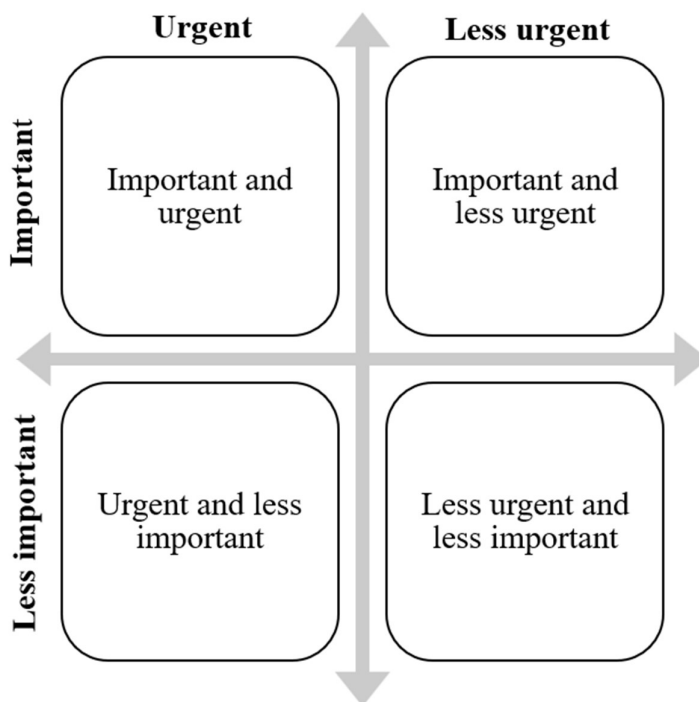 Urgent
Less urgent
Important
Important and
urgent
Important and
less urgent
Less important
Urgent and less
important
Less urgent and
less important